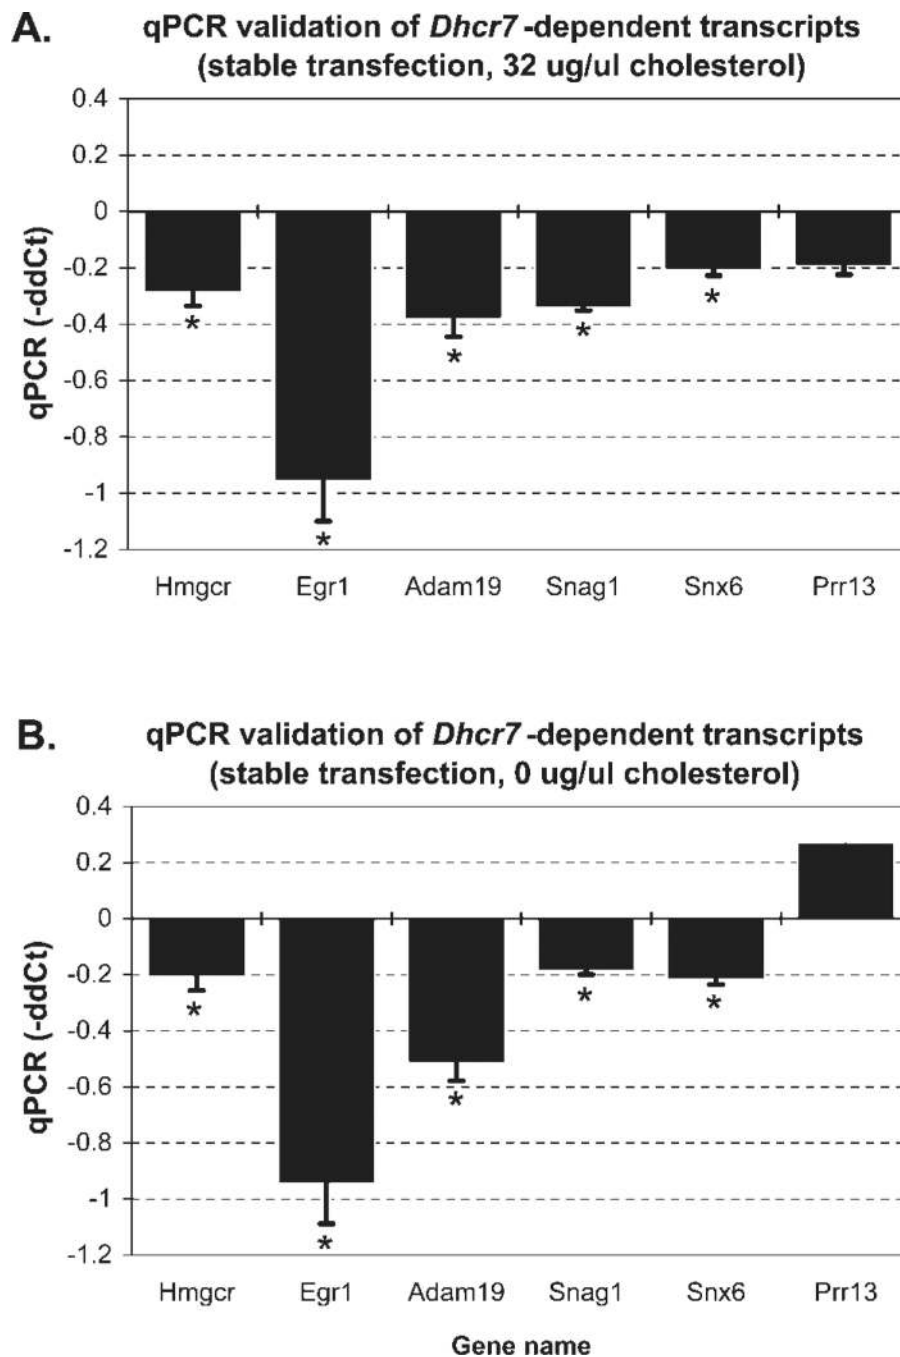 A.
qPCR validation of Dhcr7 -dependent transcripts
(stable transfection, 32 ug/ul cholesterol)
qPCR (-ddCt)
0.4
0.2
0
-0.2
-0.4
-0.6
-0.8
-1
-1.2
* * * * *
Hmgcr Egr1 Adam19 Snag1 Snx6 Prr13
B.
qPCR validation of Dhcr7 -dependent transcripts
(stable transfection, 0 ug/ul cholesterol)
qPCR (-ddCt)
0.4
0.2
0
-0.2
-0.4
-0.6
-0.8
-1
-1.2
* * * * *
Hmgcr Egr1 Adam19 Snag1 Snx6 Prr13
Gene name